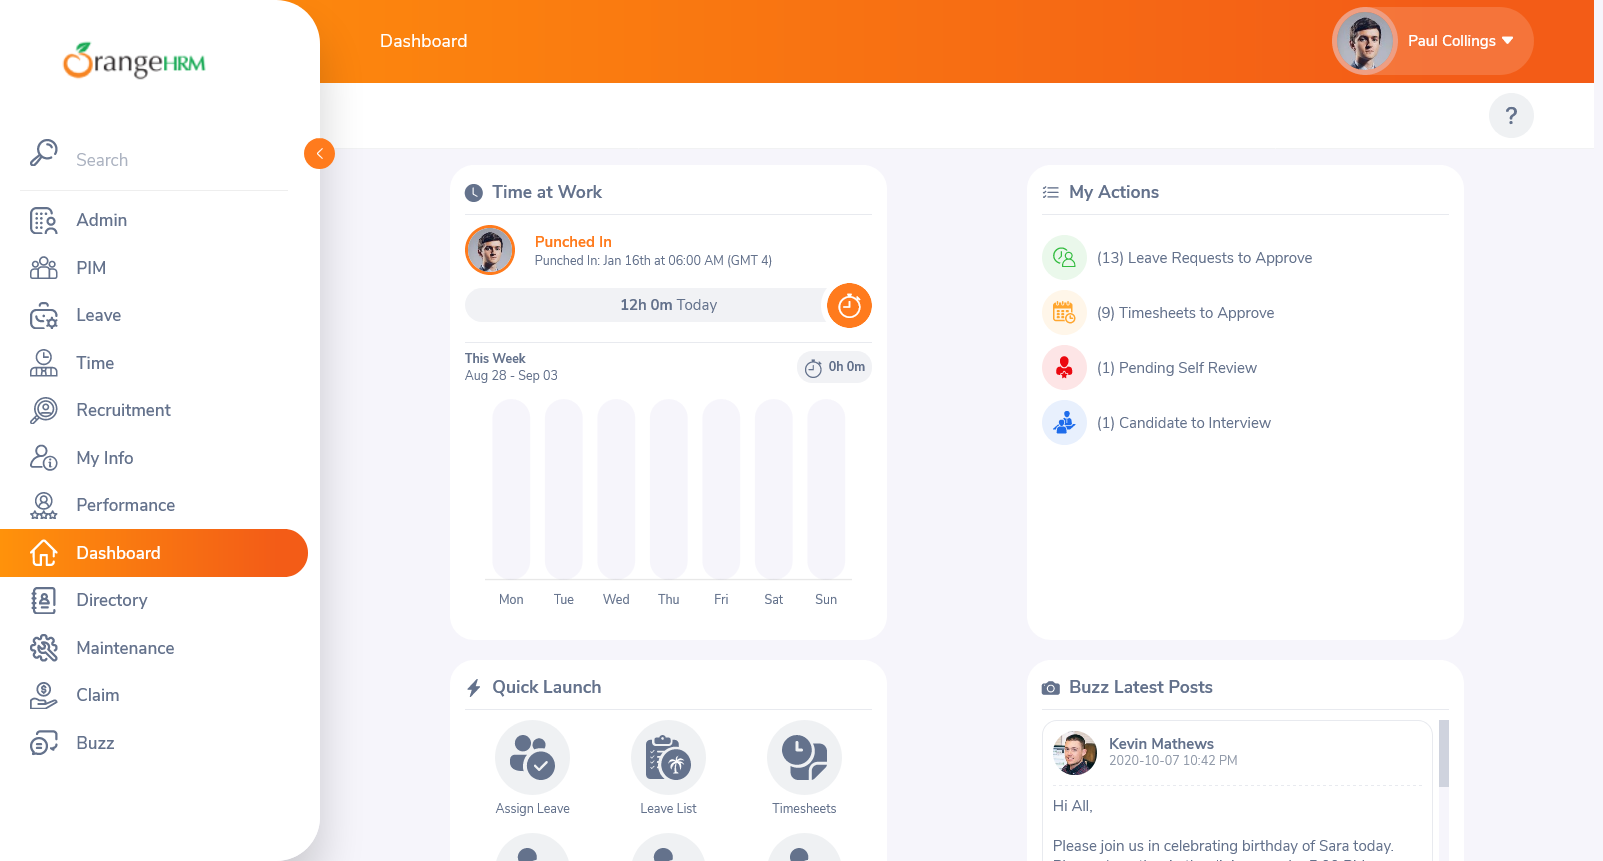 OrangeHRM
Search
Admin
PIM
Leave
Time
Recruitment
My Info
Performance
Dashboard
Directory
Maintenance
Claim
Buzz
Dashboard
Paul Collings
?
Time at Work
Punched In
Punched In: Jan 16th at 06:00 AM (GMT 4)
12h 0m Today
This Week
Aug 28 - Sep 03
0h 0m
Mon Tue Wed Thu Fri Sat Sun
My Actions
(13) Leave Requests to Approve
(9) Timesheets to Approve
(1) Pending Self Review
(1) Candidate to Interview
Quick Launch
Assign Leave
Leave List
Timesheets
Buzz Latest Posts
Kevin Mathews
2020-10-07 10:42 PM
Hi All,
Please join us in celebrating birthday of Sara today.